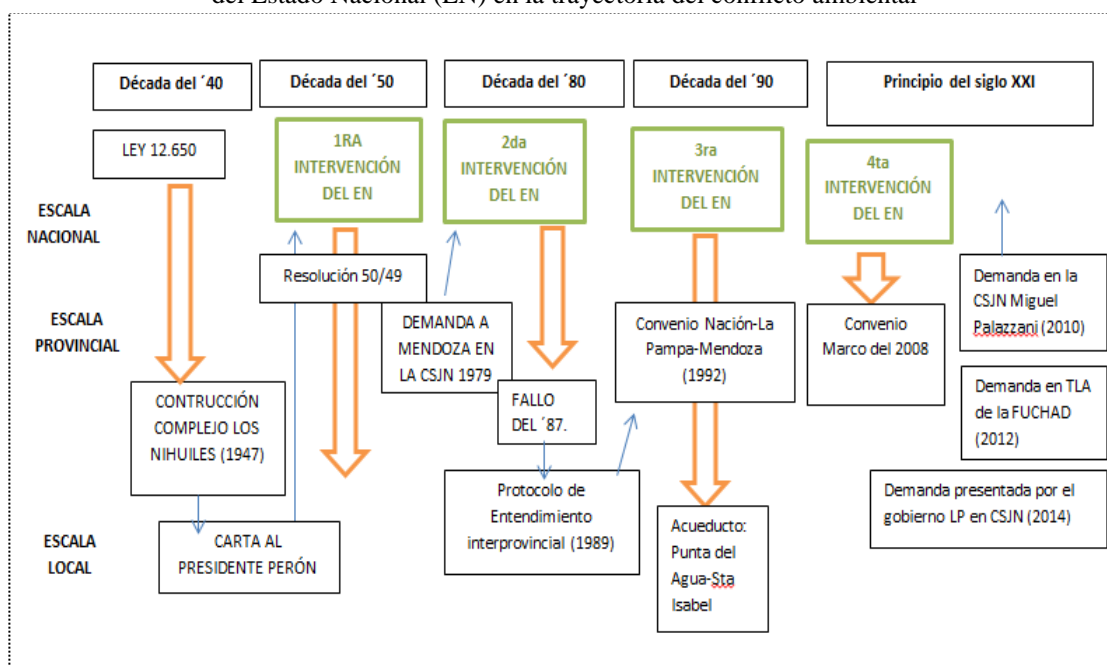 del Estado Nacional (EN) en la trayectoria del conflicto ambiental
Década del ´40
Década del ´50
Década del ´80
Década del ´90
Principio del siglo XXI
LEY 12.650
1RA
INTERVENCIÓN
DEL EN
2da
INTERVENCIÓN
DEL EN
3ra
INTERVENCIÓN
DEL EN
4ta
INTERVENCIÓN
DEL EN
ESCALA
NACIONAL
Resolución 50/49
Demanda en la
CSJN Miguel
Palazzani (2010)
ESCALA
PROVINCIAL
DEMANDA A
MENDOZA EN
LA CSJN 1979
Convenio Nación-La
Pampa-Mendoza
(1992)
Convenio
Marco del 2008
CONTRUCCIÓN
COMPLEJO LOS
NIHUILES (1947)
FALLO
DEL ´87.
Demanda en TLA
de la FUCHAD
(2012)
Protocolo de
Entendimiento
interprovincial (1989)
Demanda presentada por el
gobierno LP en CSJN (2014)
ESCALA
LOCAL
CARTA AL
PRESIDENTE PERÓN
Acueducto:
Punta del
Agua-Sta
Isabel